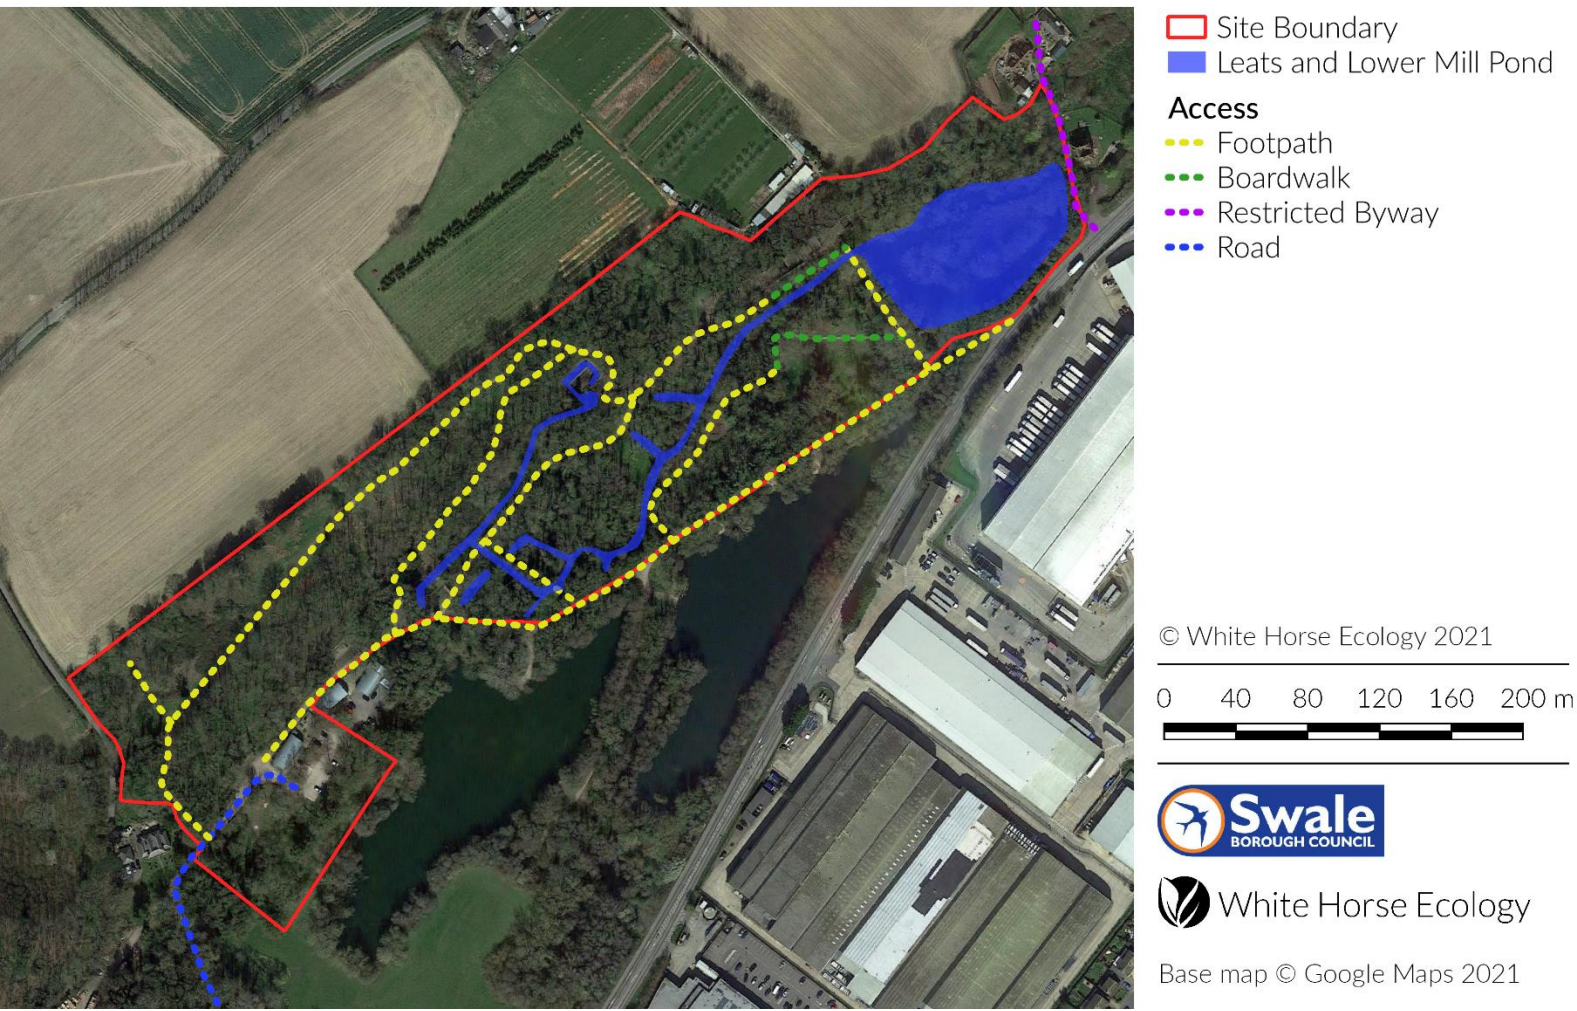 Site Boundary
Leats and Lower Mill Pond
Access
Footpath
Boardwalk
Restricted Byway
Road
© White Horse Ecology 2021
0 40 80 120 160 200 m
Swale
BOROUGH COUNCIL
White Horse Ecology
Base map © Google Maps 2021